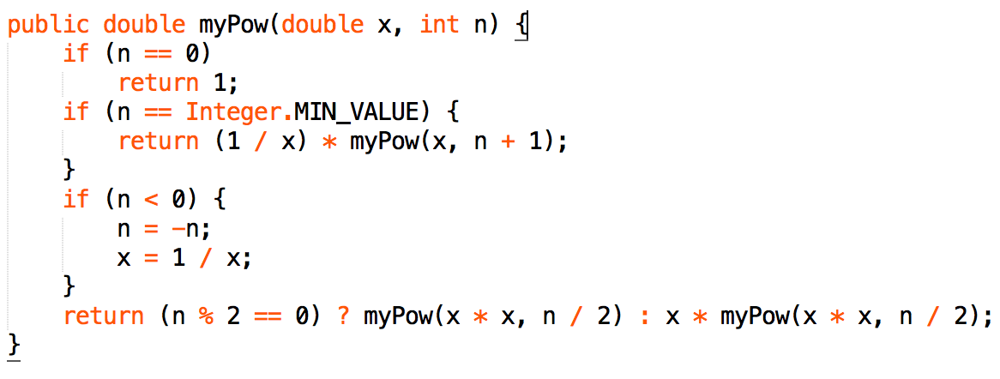 public double myPow(double x, int n) {
    if (n == 0)
        return 1;
    if (n == Integer.MIN_VALUE) {
        return (1 / x) * myPow(x, n + 1);
    }
    if (n < 0) {
        n = -n;
        x = 1 / x;
    }
    return (n % 2 == 0) ? myPow(x * x, n / 2) : x * myPow(x * x, n / 2);
}